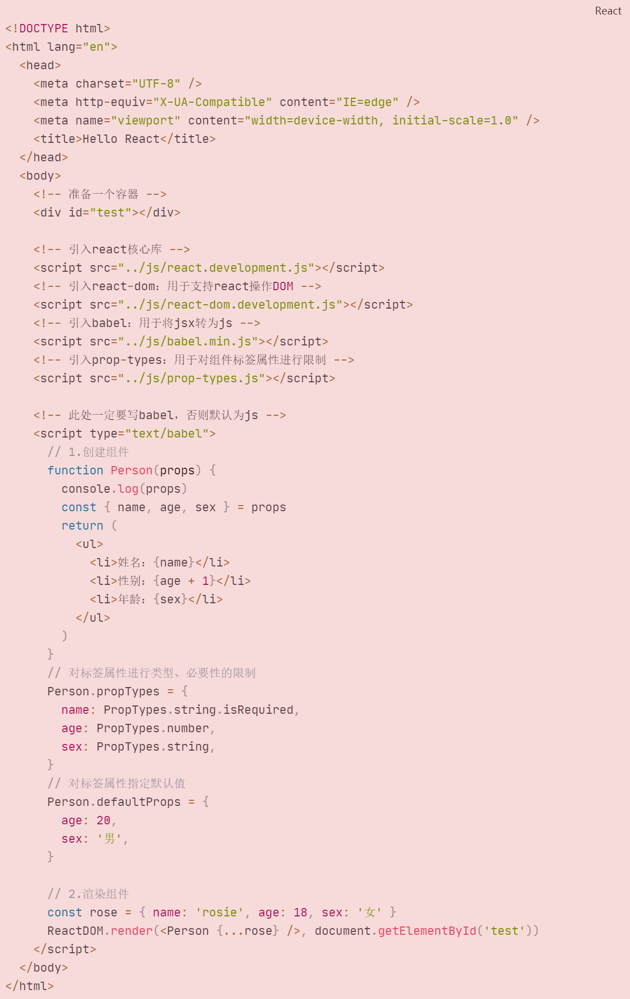 React
<!DOCTYPE html>
<html lang="en">
  <head>
    <meta charset="UTF-8" />
    <meta http-equiv="X-UA-Compatible" content="IE=edge" />
    <meta name="viewport" content="width=device-width, initial-scale=1.0" />
    <title>Hello React</title>
  </head>
  <body>
    <!-- 准备一个容器 -->
    <div id="test"></div>

    <!-- 引入react核心库 -->
    <script src="../js/react.development.js"></script>
    <!-- 引入react-dom：用于支持react操作DOM -->
    <script src="../js/react-dom.development.js"></script>
    <!-- 引入babel：用于将jsx转为js -->
    <script src="../js/babel.min.js"></script>
    <!-- 引入prop-types：用于对组件标签属性进行限制 -->
    <script src="../js/prop-types.js"></script>

    <!-- 此处一定要写babel，否则默认为js -->
    <script type="text/babel">
      // 1.创建组件
      function Person(props) {
        console.log(props)
        const { name, age, sex } = props
        return (
          <ul>
            <li>姓名：{name}</li>
            <li>性别：{age + 1}</li>
            <li>年龄：{sex}</li>
          </ul>
        )
      }
      // 对标签属性进行类型、必要性的限制
      Person.propTypes = {
        name: PropTypes.string.isRequired,
        age: PropTypes.number,
        sex: PropTypes.string,
      }
      // 对标签属性指定默认值
      Person.defaultProps = {
        age: 20,
        sex: '男',
      }

      // 2.渲染组件
      const rose = { name: 'rosie', age: 18, sex: '女' }
      ReactDOM.render(<Person {...rose} />, document.getElementById('test'))
    </script>
  </body>
</html>